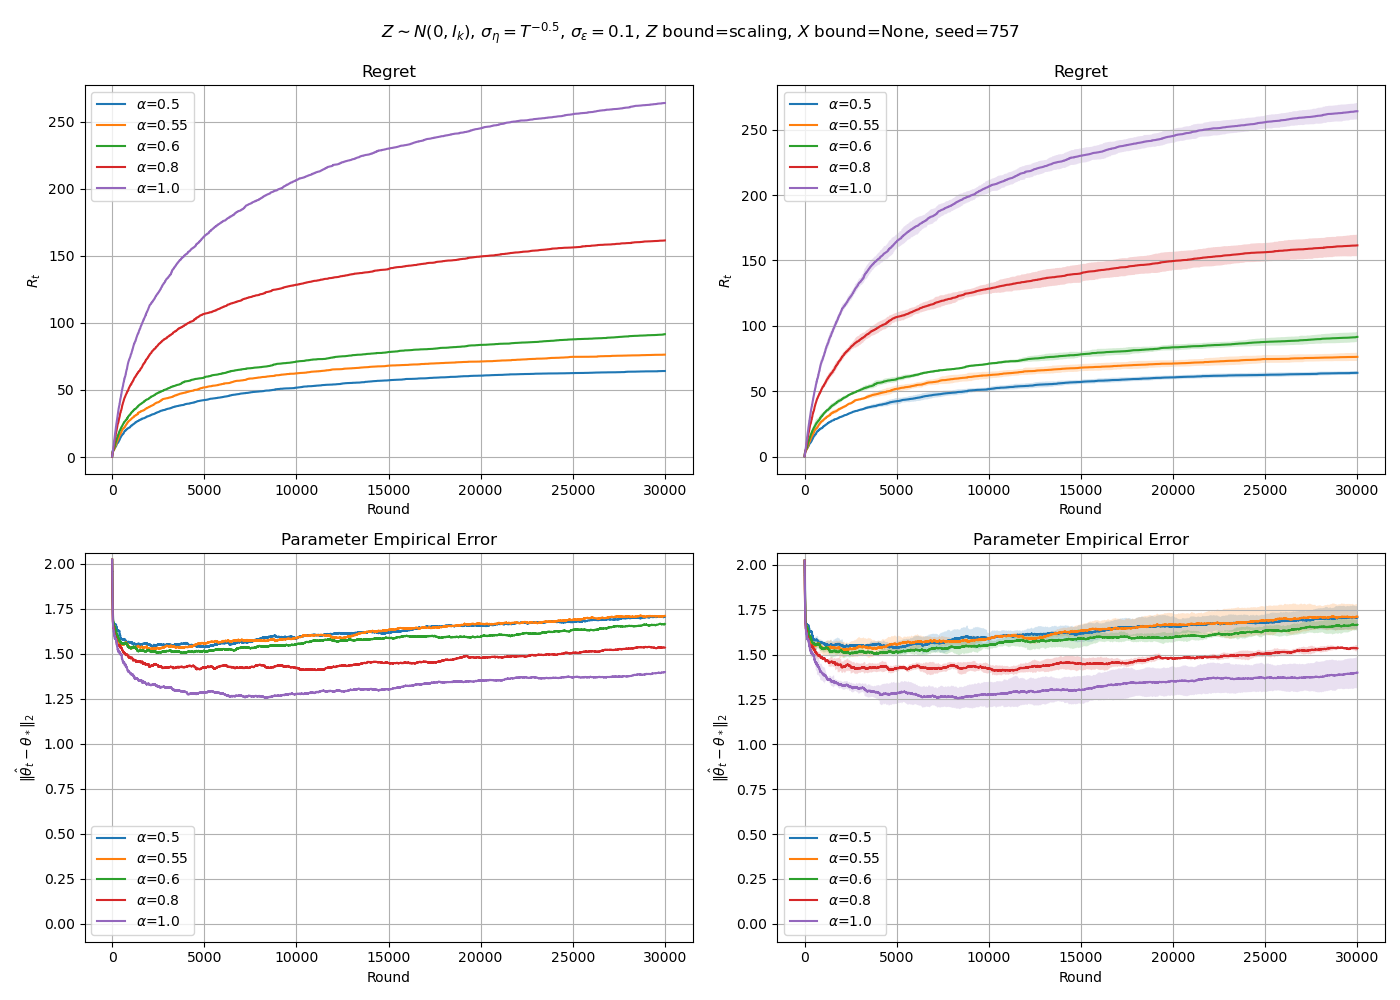 Z ~ N(0, I_k), σ_η = T^{-0.5}, σ_ε = 0.1, Z bound=scaling, X bound=None, seed=757
Regret
R_t
250
200
150
100
50
0
α=0.5
α=0.55
α=0.6
α=0.8
α=1.0
0 5000 10000 15000 20000 25000 30000
Round
Regret
R_t
250
200
150
100
50
0
α=0.5
α=0.55
α=0.6
α=0.8
α=1.0
0 5000 10000 15000 20000 25000 30000
Round
Parameter Empirical Error
‖θ̂_t − θ_*‖_2
2.00
1.75
1.50
1.25
1.00
0.75
0.50
0.25
0.00
α=0.5
α=0.55
α=0.6
α=0.8
α=1.0
0 5000 10000 15000 20000 25000 30000
Round
Parameter Empirical Error
‖θ̂_t − θ_*‖_2
2.00
1.75
1.50
1.25
1.00
0.75
0.50
0.25
0.00
α=0.5
α=0.55
α=0.6
α=0.8
α=1.0
0 5000 10000 15000 20000 25000 30000
Round